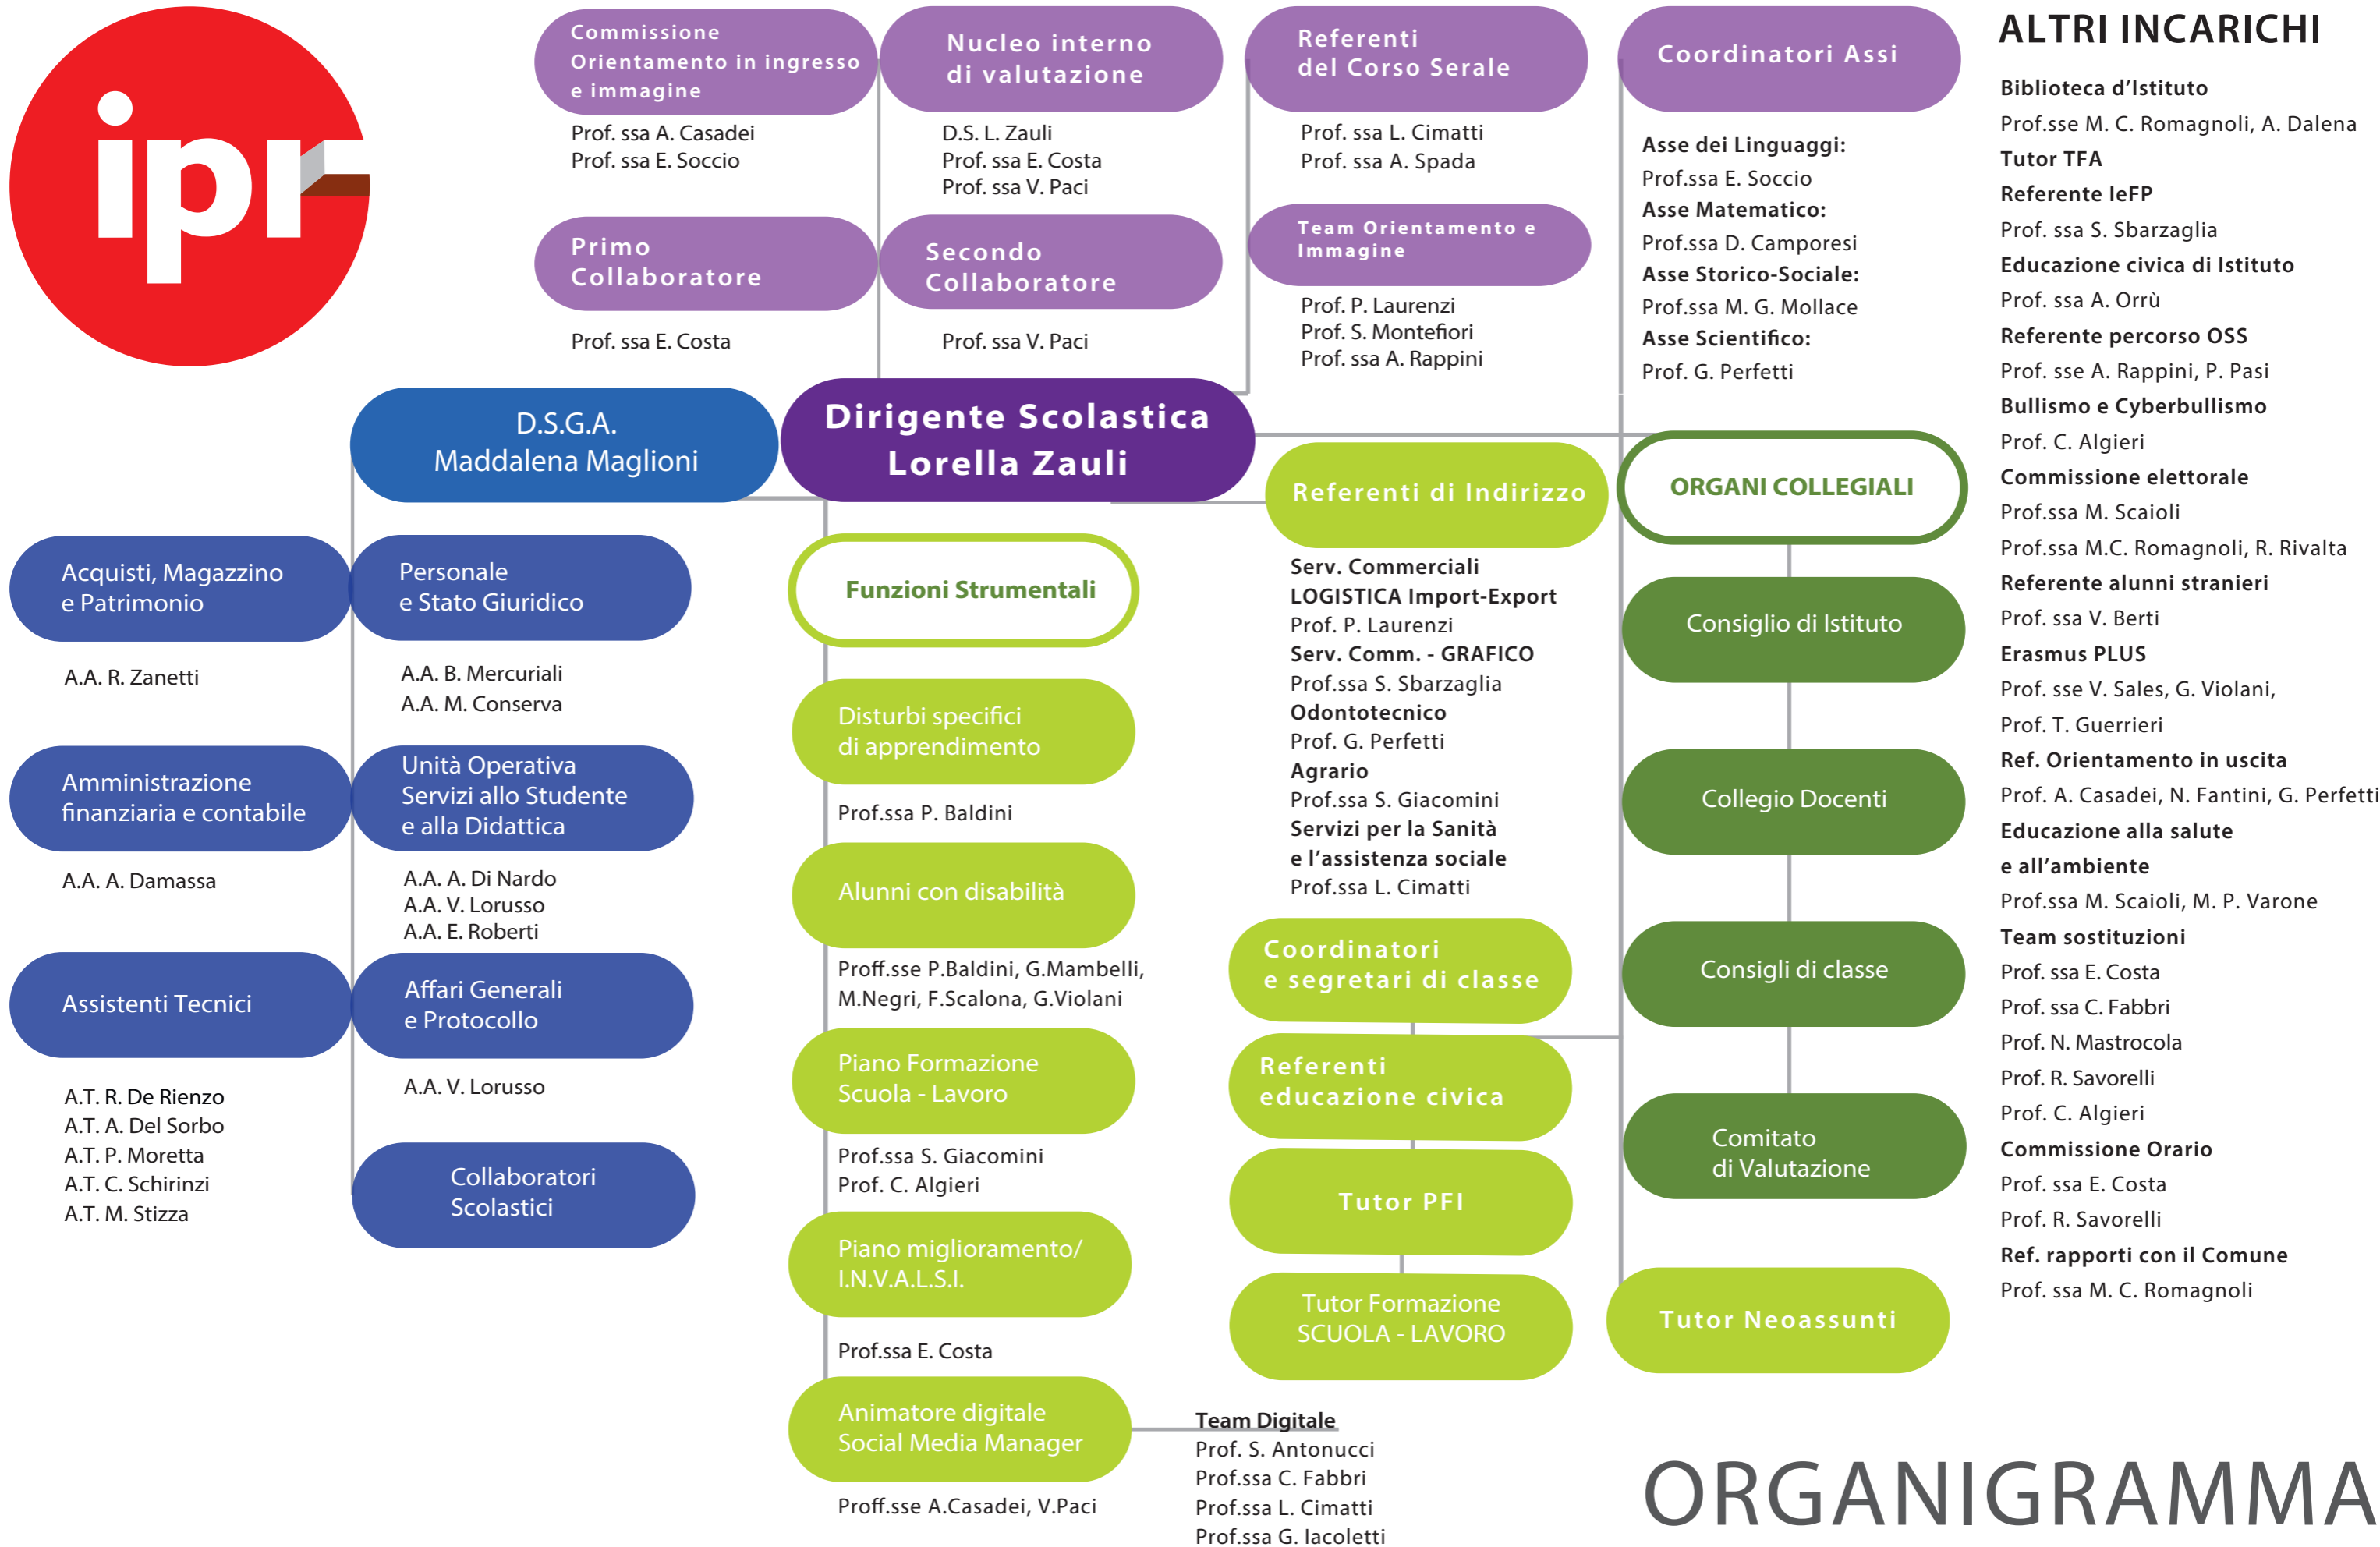 ipr
Commissione
Orientamento in ingresso
e immagine
Prof. ssa A. Casadei
Prof. ssa E. Soccio
Nucleo interno
di valutazione
D.S. L. Zauli
Prof. ssa E. Costa
Prof. ssa V. Paci
Referenti
del Corso Serale
Prof. ssa L. Cimatti
Prof. ssa A. Spada
Coordinatori Assi
Asse dei Linguaggi:
Prof.ssa E. Soccio
Asse Matematico:
Prof.ssa D. Camporesi
Asse Storico-Sociale:
Prof.ssa M. G. Mollace
Asse Scientifico:
Prof. G. Perfetti
Primo
Collaboratore
Prof. ssa E. Costa
Secondo
Collaboratore
Prof. ssa V. Paci
Team Orientamento e
Immagine
Prof. P. Laurenzi
Prof. S. Montefiori
Prof. ssa A. Rappini
D.S.G.A.
Maddalena Maglioni
Dirigente Scolastica
Lorella Zauli
Acquisti, Magazzino
e Patrimonio
A.A. R. Zanetti
Personale
e Stato Giuridico
A.A. B. Mercuriali
A.A. M. Conserva
Amministrazione
finanziaria e contabile
A.A. A. Damassa
Unità Operativa
Servizi allo Studente
e alla Didattica
A.A. A. Di Nardo
A.A. V. Lorusso
A.A. E. Roberti
Assistenti Tecnici
A.T. R. De Rienzo
A.T. A. Del Sorbo
A.T. P. Moretta
A.T. C. Schirinzi
A.T. M. Stizza
Affari Generali
e Protocollo
A.A. V. Lorusso
Collaboratori
Scolastici
Funzioni Strumentali
Disturbi specifici
di apprendimento
Prof.ssa P. Baldini
Alunni con disabilità
Proff.sse P.Baldini, G.Mambelli,
M.Negri, F.Scalona, G.Violani
Piano Formazione
Scuola - Lavoro
Prof.ssa S. Giacomini
Prof. C. Algieri
Piano miglioramento/
I.N.V.A.L.S.I.
Prof.ssa E. Costa
Animatore digitale
Social Media Manager
Proff.sse A.Casadei, V.Paci
Team Digitale
Prof. S. Antonucci
Prof.ssa C. Fabbri
Prof.ssa L. Cimatti
Prof.ssa G. Iacoletti
Referenti di Indirizzo
Serv. Commerciali
LOGISTICA Import-Export
Prof. P. Laurenzi
Serv. Comm. - GRAFICO
Prof.ssa S. Sbarzaglia
Odontotecnico
Prof. G. Perfetti
Agrario
Prof.ssa S. Giacomini
Servizi per la Sanità
e l’assistenza sociale
Prof.ssa L. Cimatti
Coordinatori
e segretari di classe
Referenti
educazione civica
Tutor PFI
Tutor Formazione
SCUOLA - LAVORO
ORGANI COLLEGIALI
Consiglio di Istituto
Collegio Docenti
Consigli di classe
Comitato
di Valutazione
Tutor Neoassunti
ALTRI INCARICHI
Biblioteca d’Istituto
Prof.sse M. C. Romagnoli, A. Dalena
Tutor TFA
Referente IeFP
Prof. ssa S. Sbarzaglia
Educazione civica di Istituto
Prof. ssa A. Orrù
Referente percorso OSS
Prof. sse A. Rappini, P. Pasi
Bullismo e Cyberbullismo
Prof. C. Algieri
Commissione elettorale
Prof.ssa M. Scaioli
Prof.ssa M.C. Romagnoli, R. Rivalta
Referente alunni stranieri
Prof. ssa V. Berti
Erasmus PLUS
Prof. sse V. Sales, G. Violani,
Prof. T. Guerrieri
Ref. Orientamento in uscita
Prof. A. Casadei, N. Fantini, G. Perfetti
Educazione alla salute
e all’ambiente
Prof.ssa M. Scaioli, M. P. Varone
Team sostituzioni
Prof. ssa E. Costa
Prof. ssa C. Fabbri
Prof. N. Mastrocola
Prof. R. Savorelli
Prof. C. Algieri
Commissione Orario
Prof. ssa E. Costa
Prof. R. Savorelli
Ref. rapporti con il Comune
Prof. ssa M. C. Romagnoli
ORGANIGRAMMA